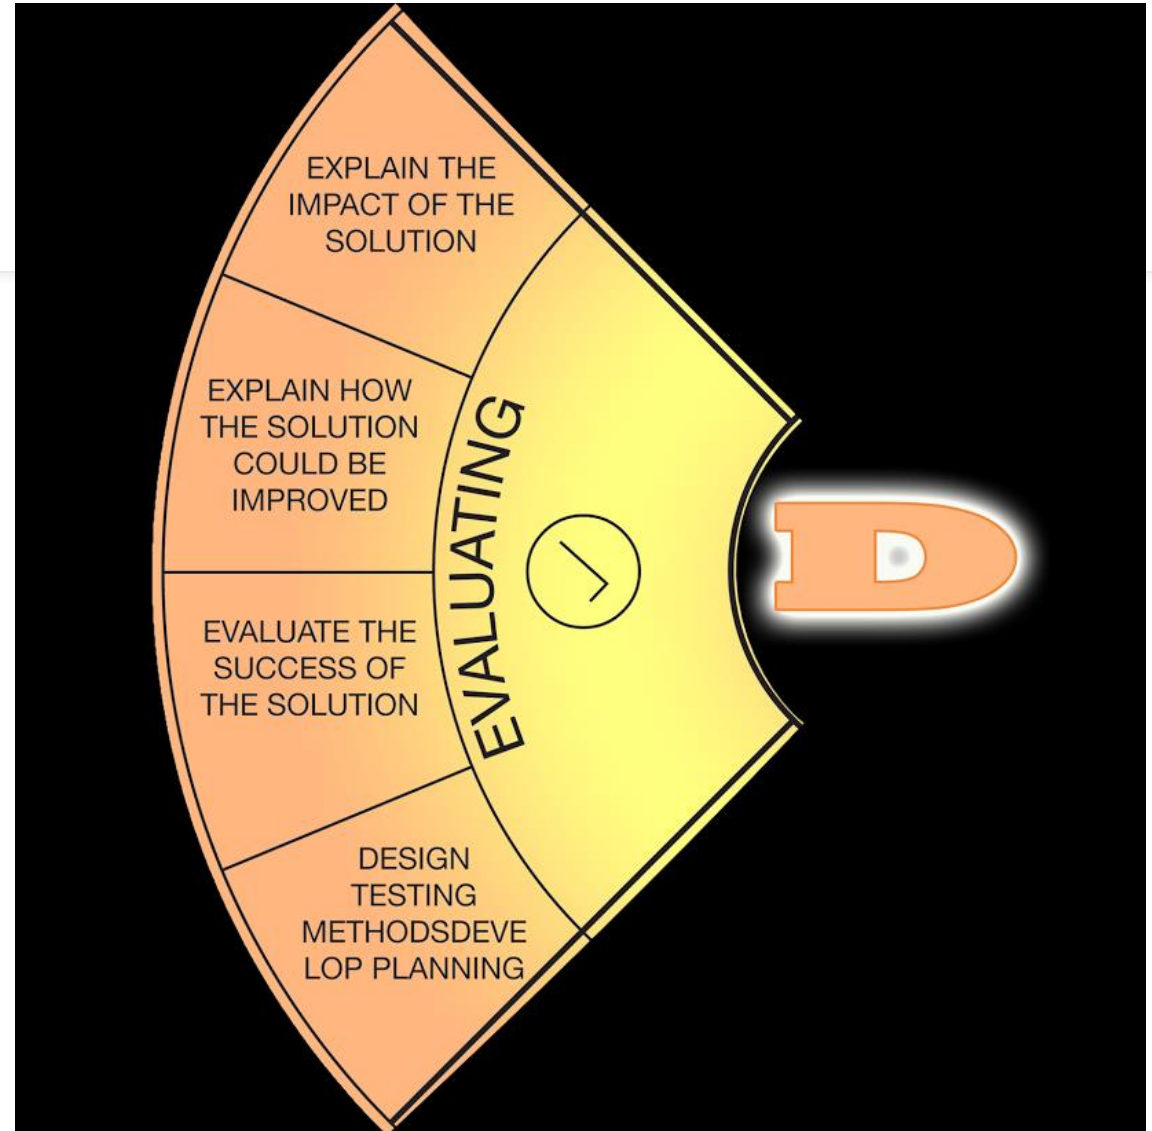 EXPLAIN THE
IMPACT OF THE
SOLUTION
EXPLAIN HOW
THE SOLUTION
COULD BE
IMPROVED
EVALUATE THE
SUCCESS OF
THE SOLUTION
DESIGN
TESTING
METHODSDEVE
LOP PLANNING
EVALUATING
D